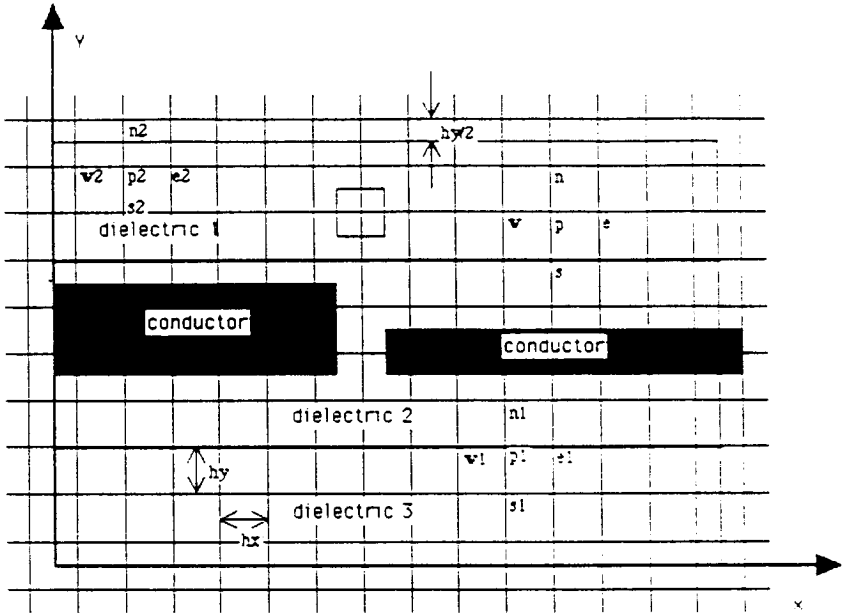 y
n2
hy/2
w2 p2 e2
n
s2
dielectric 1
w p e
s
conductor
conductor
dielectric 2
n1
w1 p1 e1
hy
dielectric 3
s1
hx
x